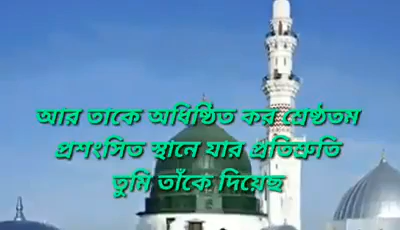 আর তাকে অধিষ্ঠিত কর শ্রেষ্ঠতম
প্রশংসিত স্থানে যার প্রতিশ্রুতি
তুমি তাঁকে দিয়েছ